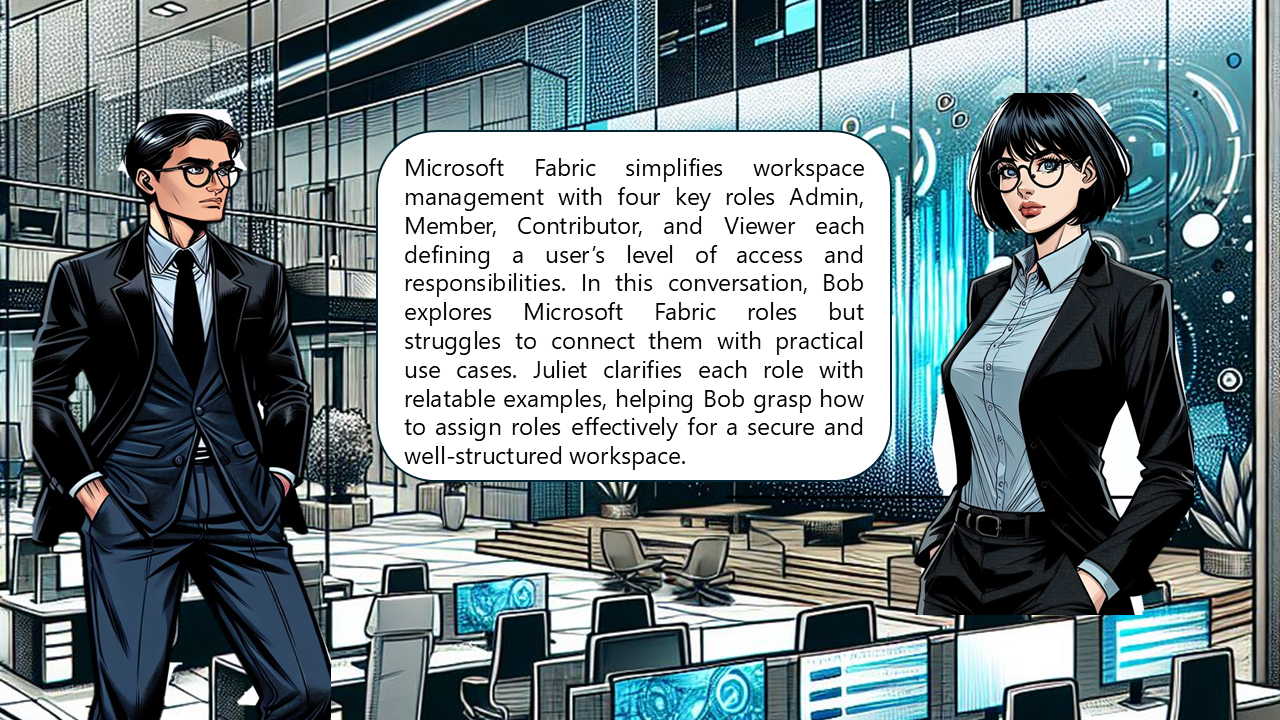 Microsoft Fabric simplifies workspace
management with four key roles Admin,
Member, Contributor, and Viewer each
defining a user’s level of access and
responsibilities. In this conversation, Bob
explores Microsoft Fabric roles but
struggles to connect them with practical
use cases. Juliet clarifies each role with
relatable examples, helping Bob grasp how
to assign roles effectively for a secure and
well-structured workspace.